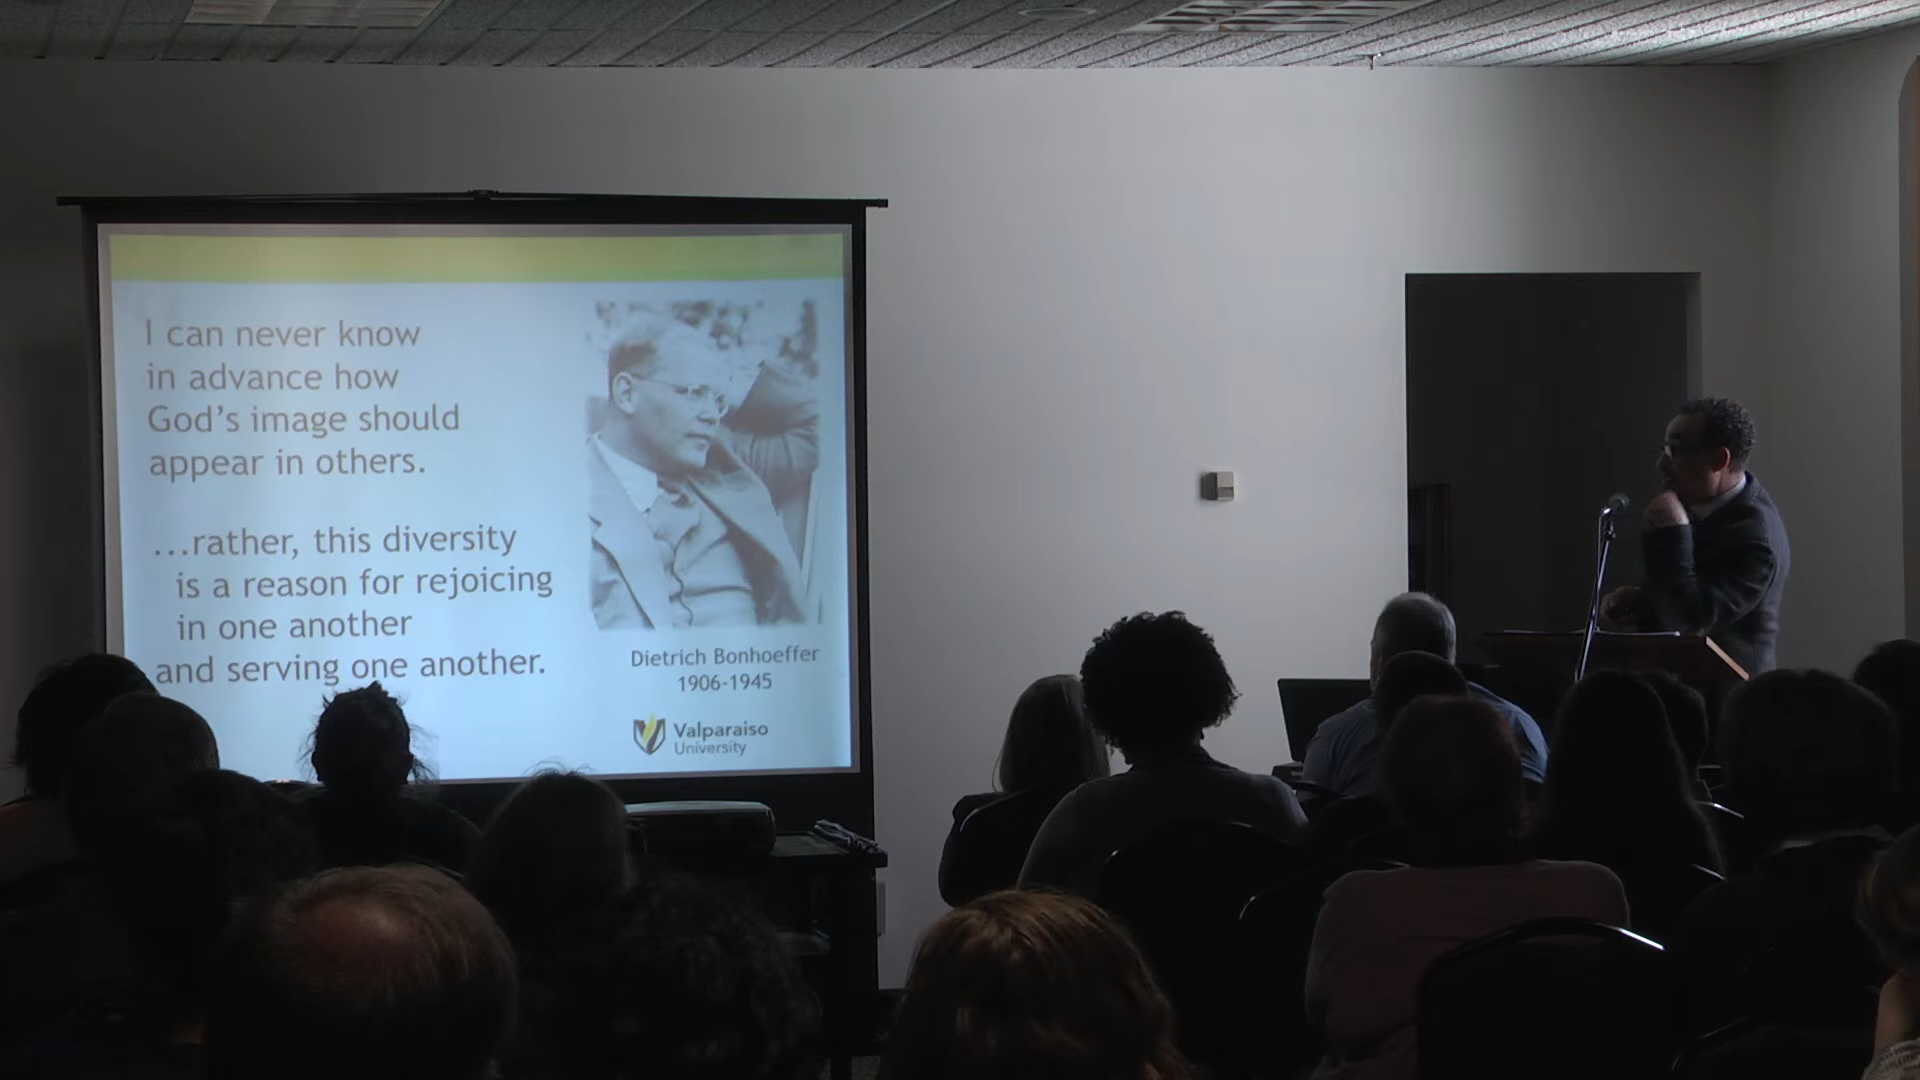 I can never know
in advance how
God's image should
appear in others.
...rather, this diversity
is a reason for rejoicing
in one another
and serving one another.
Dietrich Bonhoeffer
1906-1945
Valparaiso
University